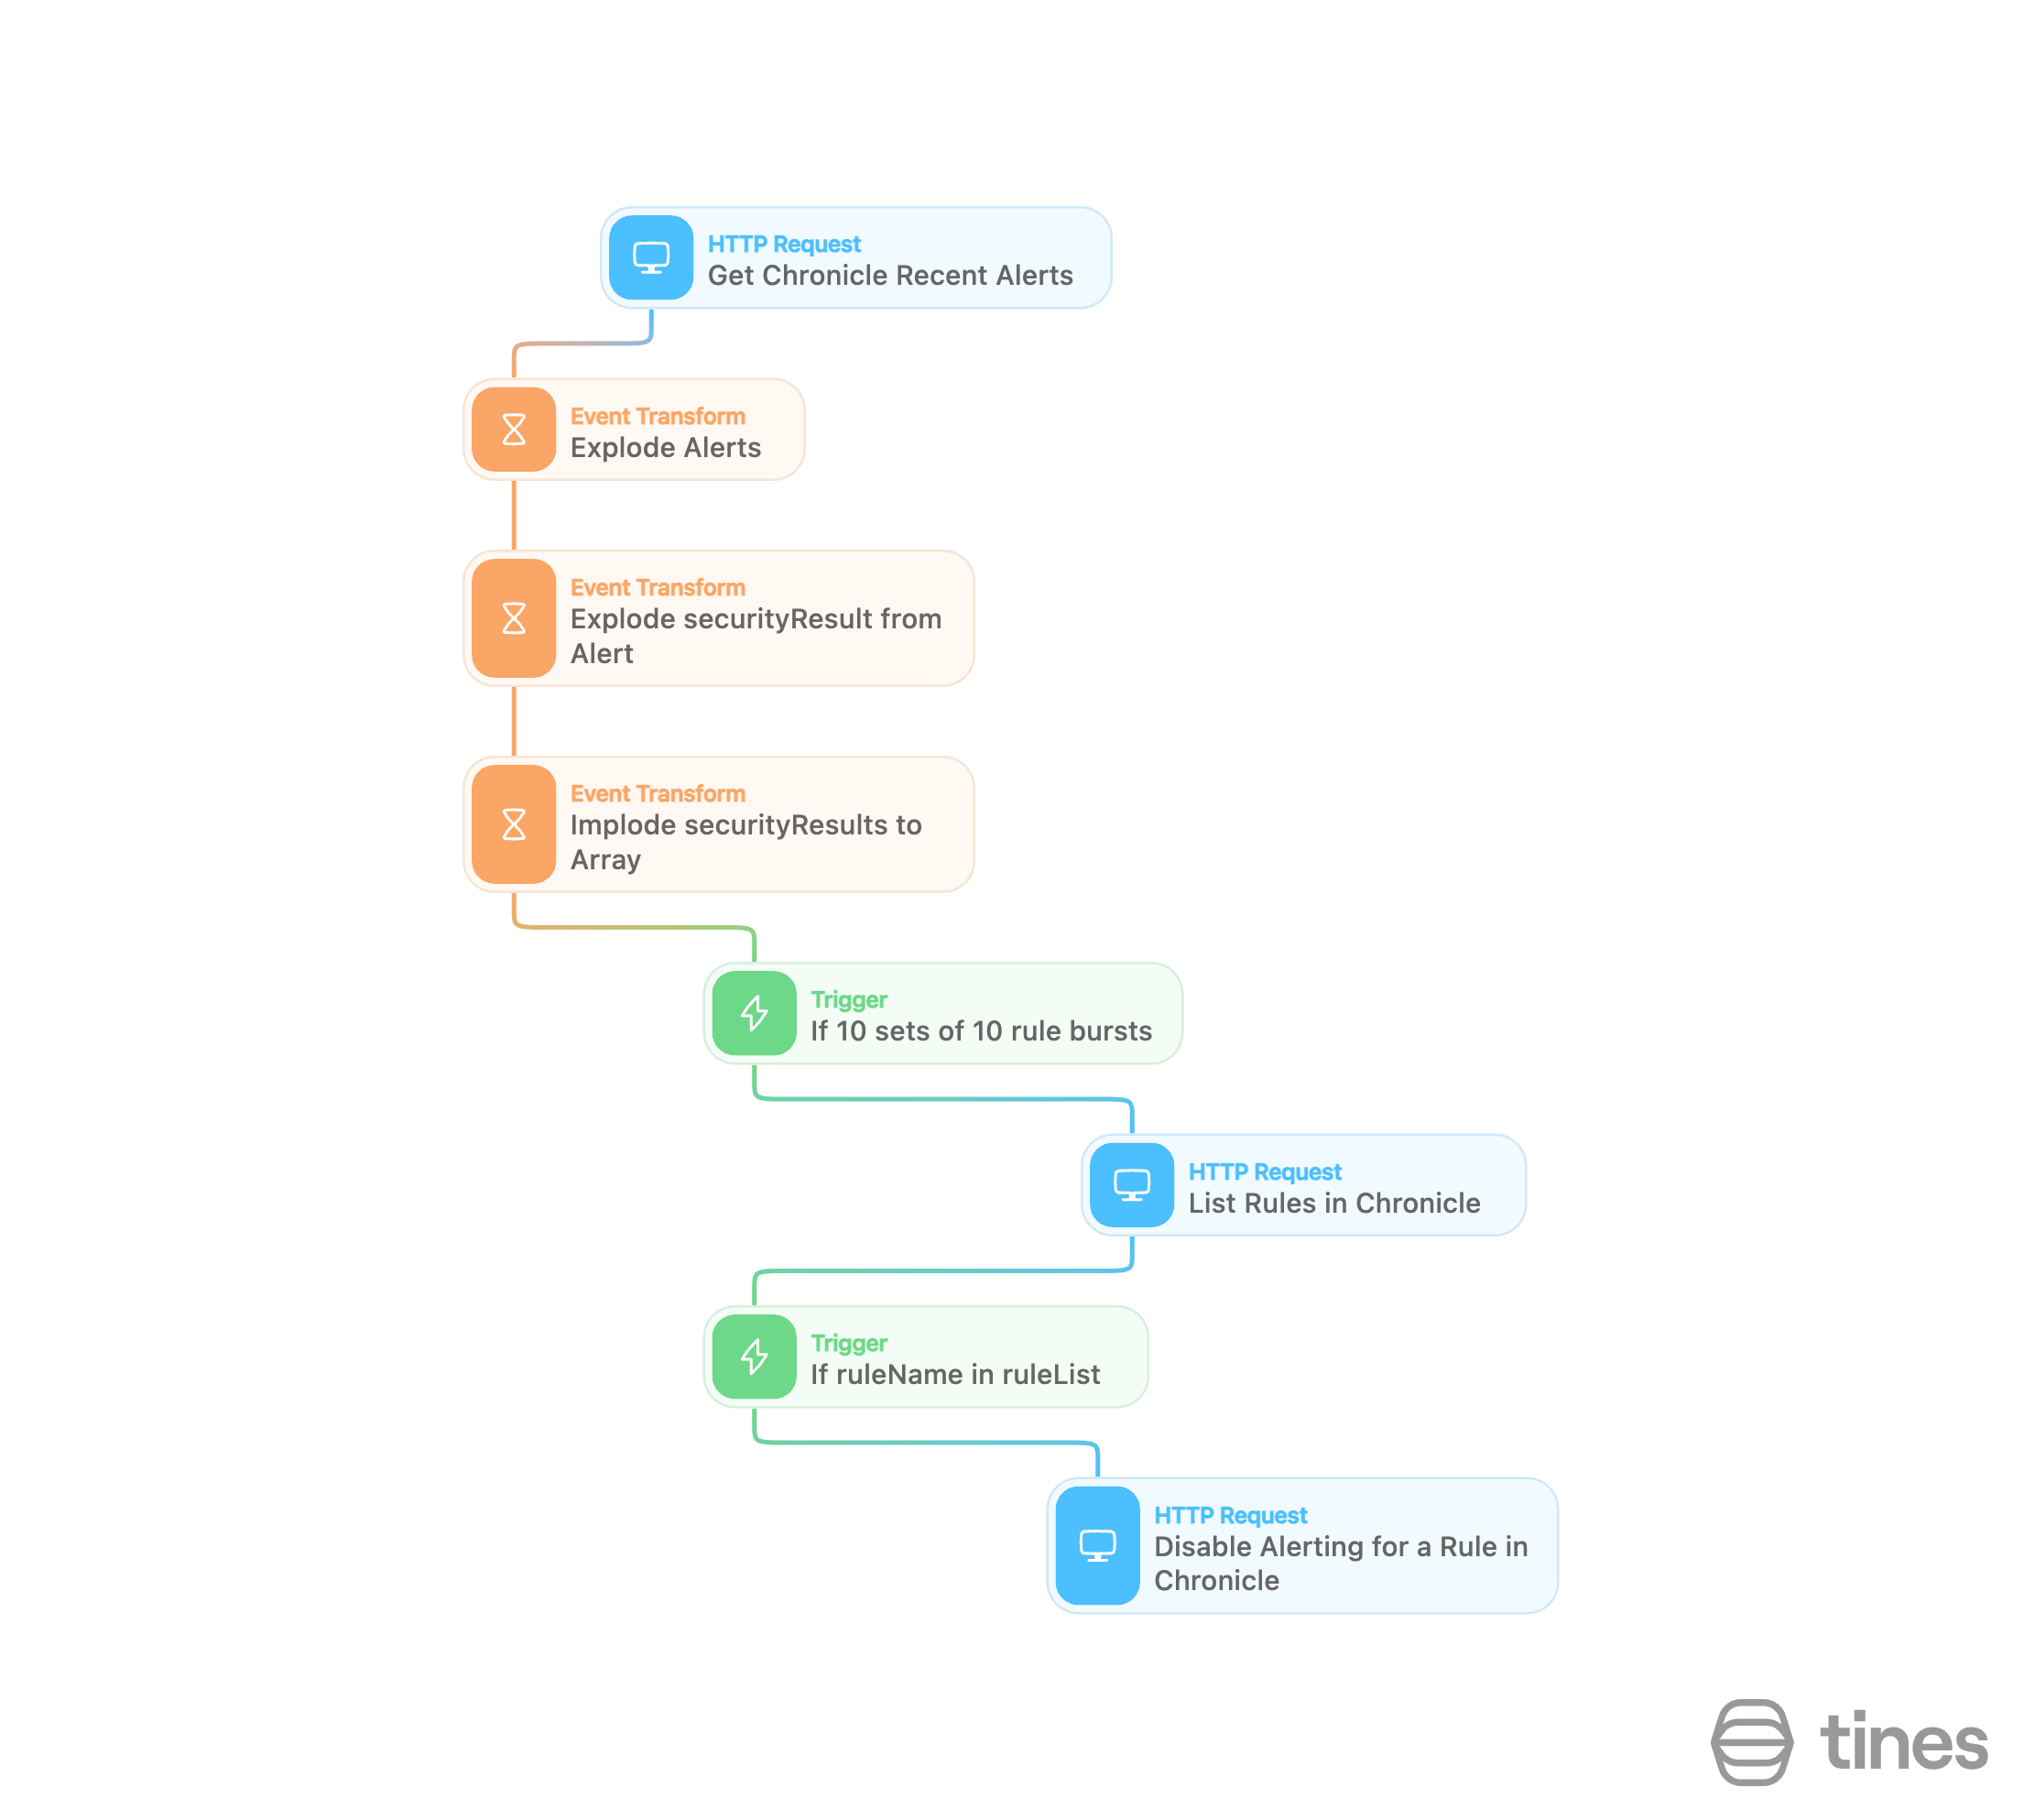 HTTP Request
Get Chronicle Recent Alerts
Event Transform
Explode Alerts
Event Transform
Explode securityResult from
Alert
Event Transform
Implode securityResults to
Array
Trigger
If 10 sets of 10 rule bursts
HTTP Request
List Rules in Chronicle
Trigger
If ruleName in ruleList
HTTP Request
Disable Alerting for a Rule in
Chronicle
tines